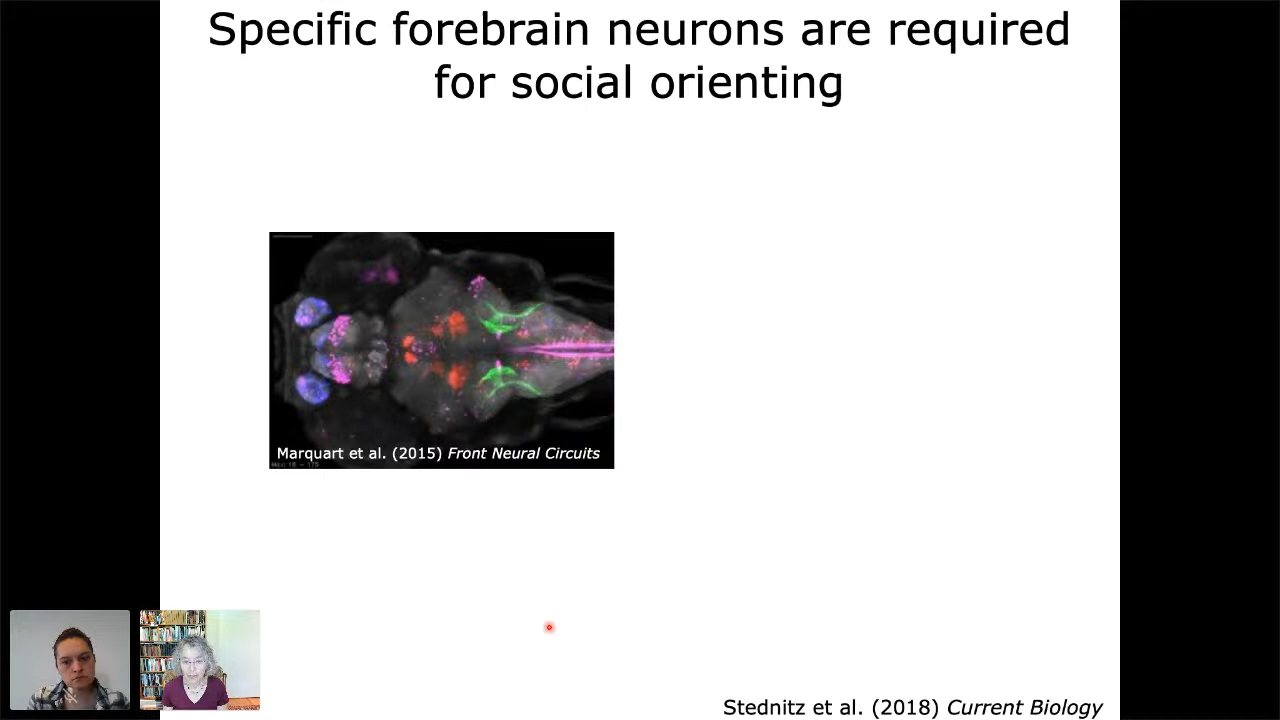 Specific forebrain neurons are required
for social orienting
Marquart et al. (2015) Front Neural Circuits
Stednitz et al. (2018) Current Biology